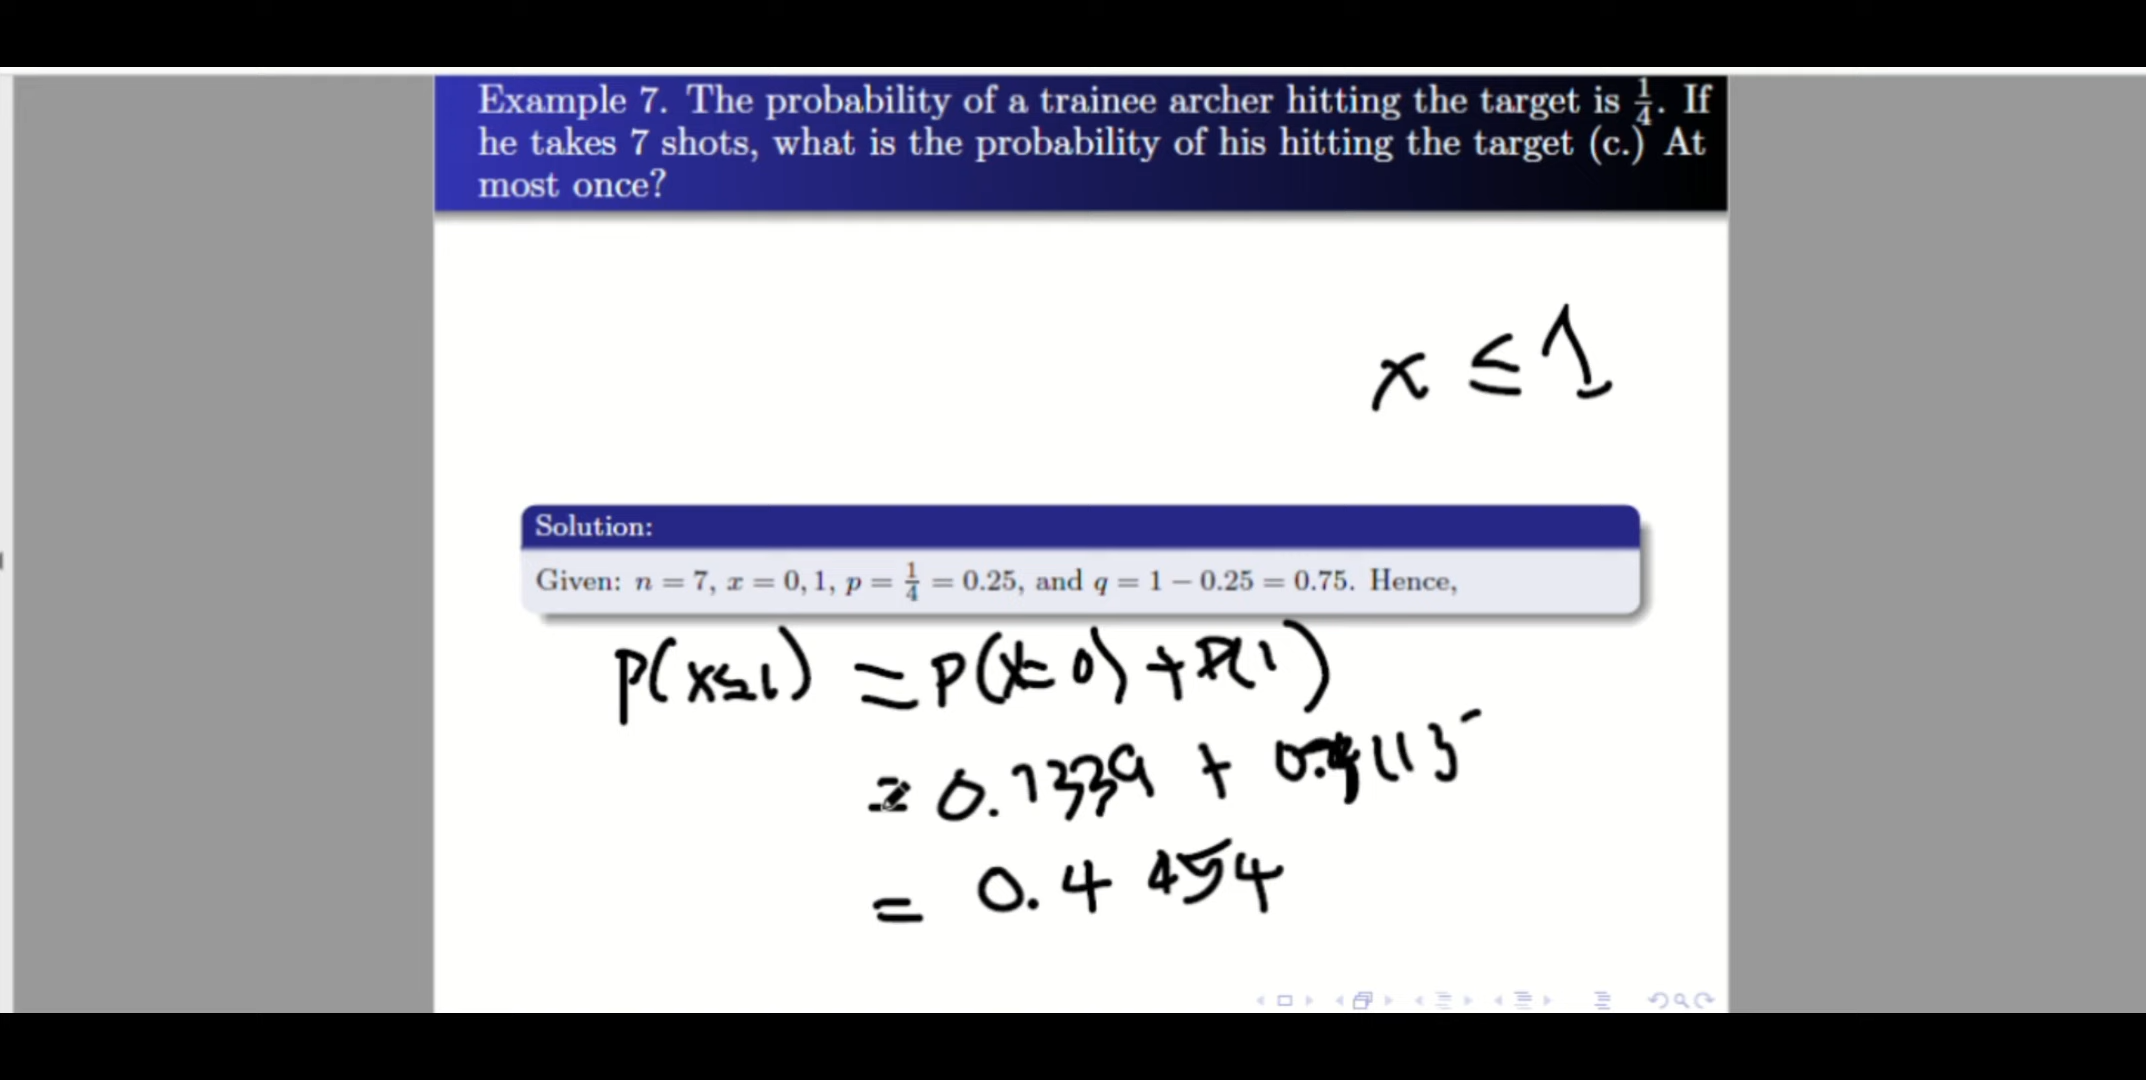 Example 7. The probability of a trainee archer hitting the target is 1/4. If
he takes 7 shots, what is the probability of his hitting the target (c.) At
most once?
x ≤ 1
Solution:
Given: n = 7, x = 0, 1, p = 1/4 = 0.25, and q = 1 − 0.25 = 0.75. Hence,
P(x≤1) = P(x=0) + P(1)
= 0.1339 +
= 0.4454